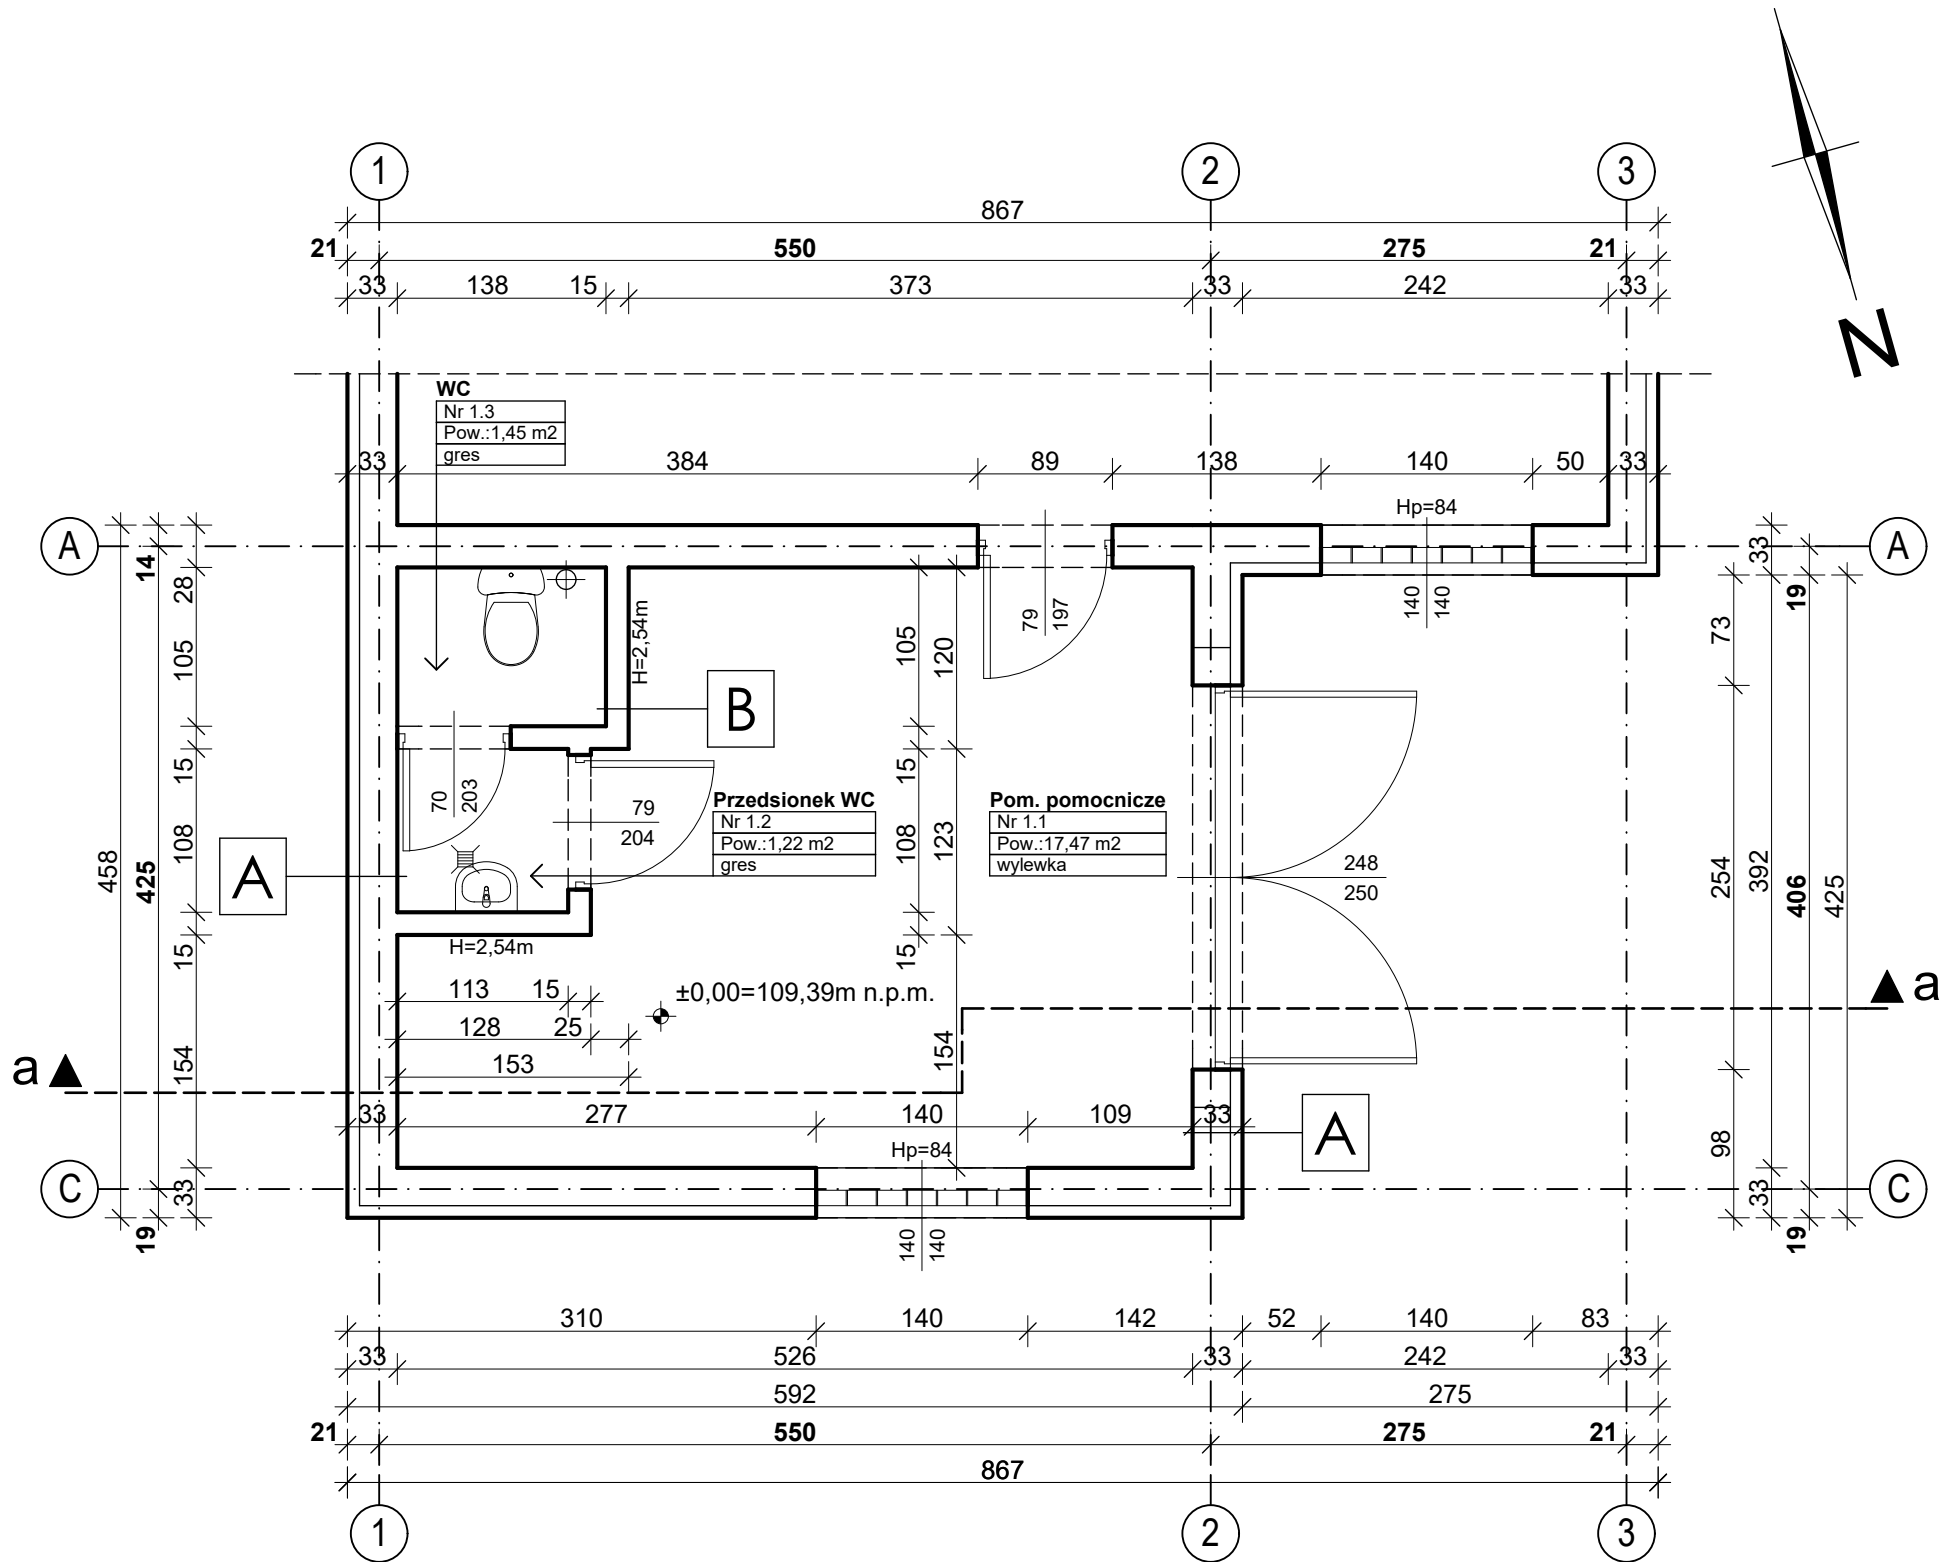 1 2 3
867
21 550 275 21
33 138 15 373 33 242 33
N
WC
Nr 1.3
Pow.:1,45 m2
gres
33 384 89 138 140 50 33
Hp=84
A A
14 28 105 15 108 15 154 33
458 425 19
33 19
73 254 98
392 406 425
33 19
79 197
140 140
H=2,54m
105 120
15 108 123 15
154
B
70 203
79
204
Przedsionek WC
Nr 1.2
Pow.:1,22 m2
gres
Pom. pomocnicze
Nr 1.1
Pow.:17,47 m2
wylewka
248
250
A
H=2,54m
113 15
±0,00=109,39m n.p.m.
128 25
153
a a
33 277 140 109 33
A
Hp=84
C C
140 140
310 140 142 52 140 83
33 526 33 242 33
592 275
21 550 275 21
867
1 2 3